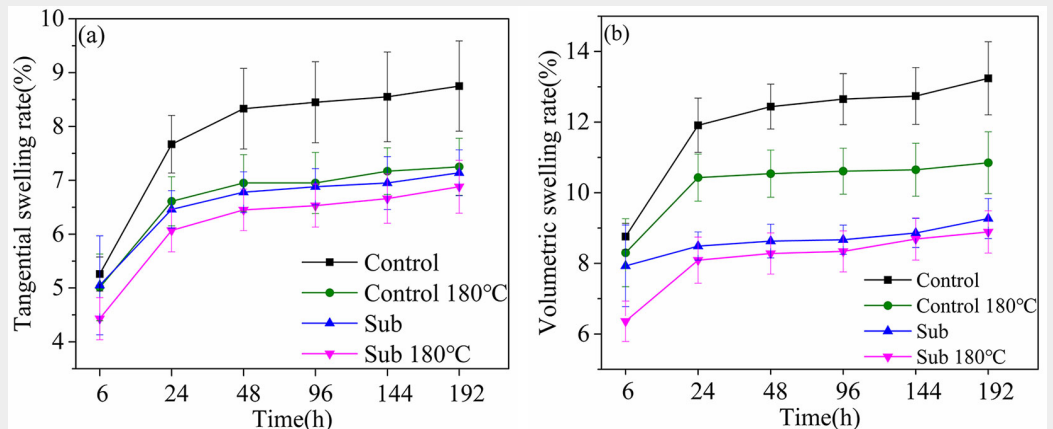 (a)
Tangential swelling rate(%)
10
9
8
7
6
5
4
Control
Control 180℃
Sub
Sub 180℃
6 24 48 96 144 192
Time(h)
(b)
Volumetric swelling rate(%)
14
12
10
8
6
Control
Control 180℃
Sub
Sub 180℃
6 24 48 96 144 192
Time(h)